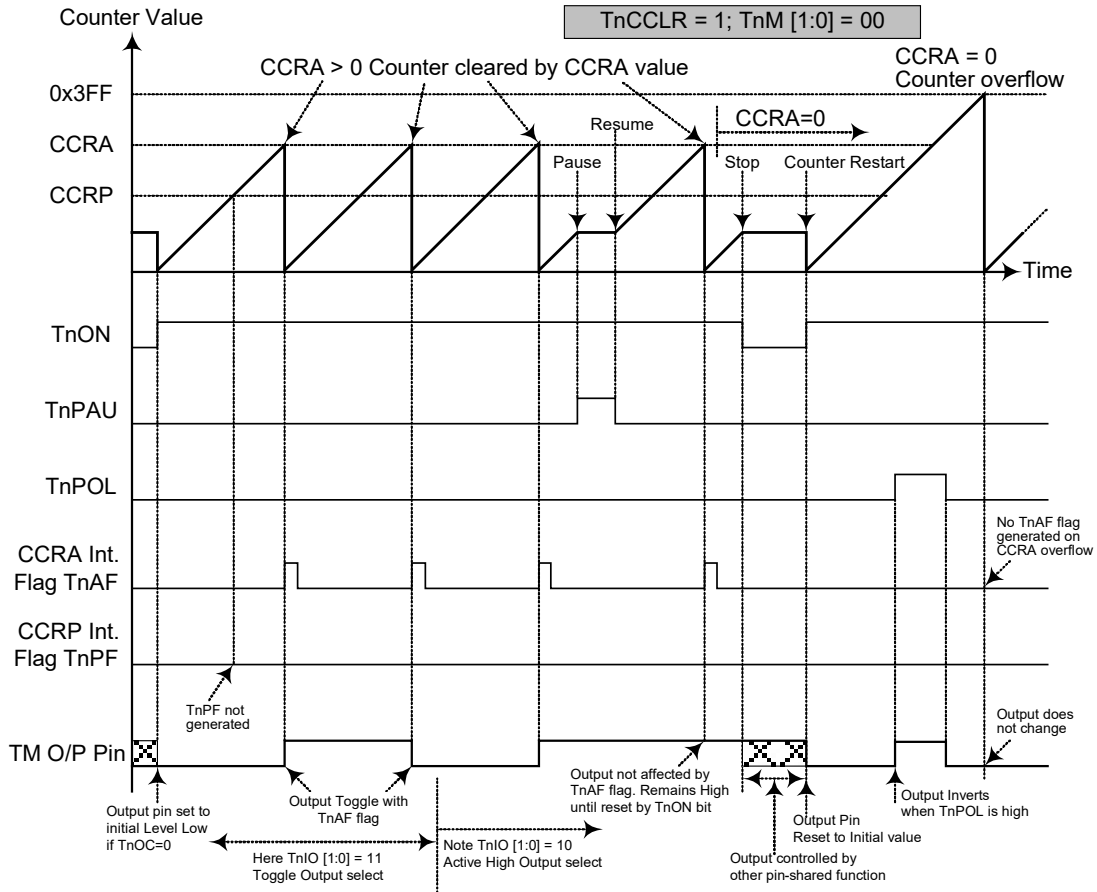 Counter Value
TnCCLR = 1; TnM [1:0] = 00
CCRA > 0 Counter cleared by CCRA value
CCRA = 0
Counter overflow
0x3FF
CCRA
CCRP
Resume
CCRA=0
Pause
Stop
Counter Restart
Time
TnON
TnPAU
TnPOL
CCRA Int.
Flag TnAF
No TnAF flag
generated on
CCRA overflow
CCRP Int.
Flag TnPF
TnPF not
generated
TM O/P Pin
Output does
not change
Output pin set to
initial Level Low
if TnOC=0
Output Toggle with
TnAF flag
Output not affected by
TnAF flag. Remains High
until reset by TnON bit
Output Inverts
when TnPOL is high
Output Pin
Reset to Initial value
Here TnIO [1:0] = 11
Toggle Output select
Note TnIO [1:0] = 10
Active High Output select
Output controlled by
other pin-shared function